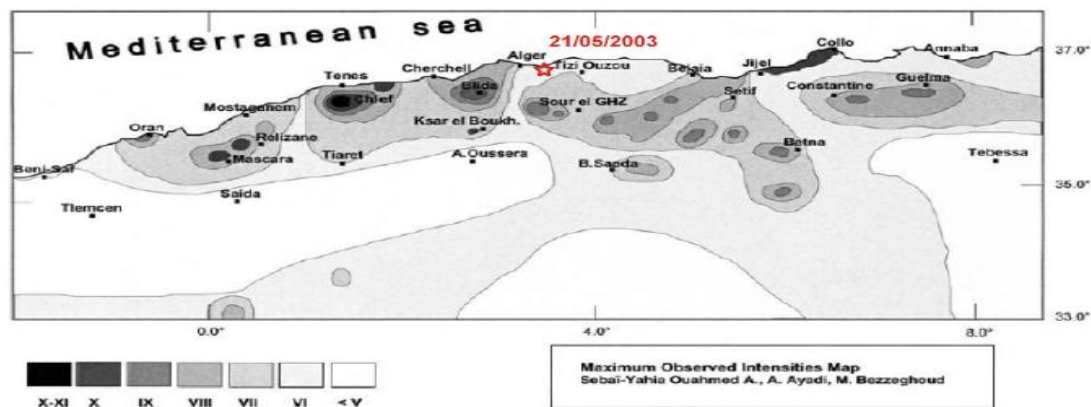 Mediterranean sea
21/05/2003
Alger
Tizi Ouzou
Bejaia
Jijel
Collo
Annaba
37.0°
Cherchell
Tenes
Blida
Chlef
Sour el GHZ
Setif
Constantine
Guelma
Mostaganem
Ksar el Boukh.
Oran
Relizane
Mascara
Tiaret
A.Oussera
B.Saada
Batna
Tebessa
Beni-Saf
35.0°
Saida
Tlemcen
33.0°
0.0°
4.0°
8.0°
X-XI X IX VIII VII VI < V
Maximum Observed Intensities Map
Sebaï-Yahia Ouahmed A., A. Ayadi, M. Bezzeghoud